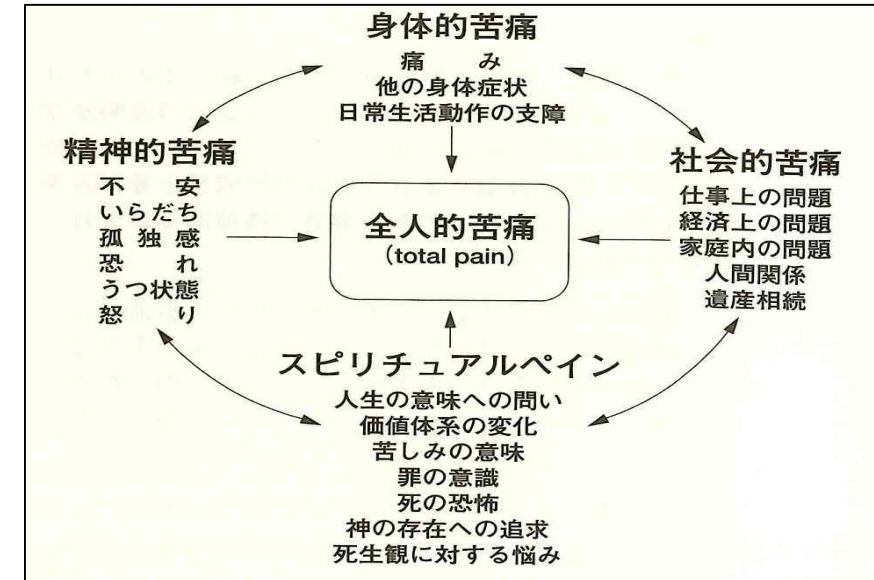 身体的苦痛
痛 み
他の身体症状
日常生活動作の支障
精神的苦痛
不 安
いらだち
孤 独 感
恐 れ
うつ状態
怒 り
全人的苦痛
(total pain)
社会的苦痛
仕事上の問題
経済上の問題
家庭内の問題
人間関係
遺産相続
スピリチュアルペイン
人生の意味への問い
価値体系の変化
苦しみの意味
罪の意識
死の恐怖
神の存在への追求
死生観に対する悩み